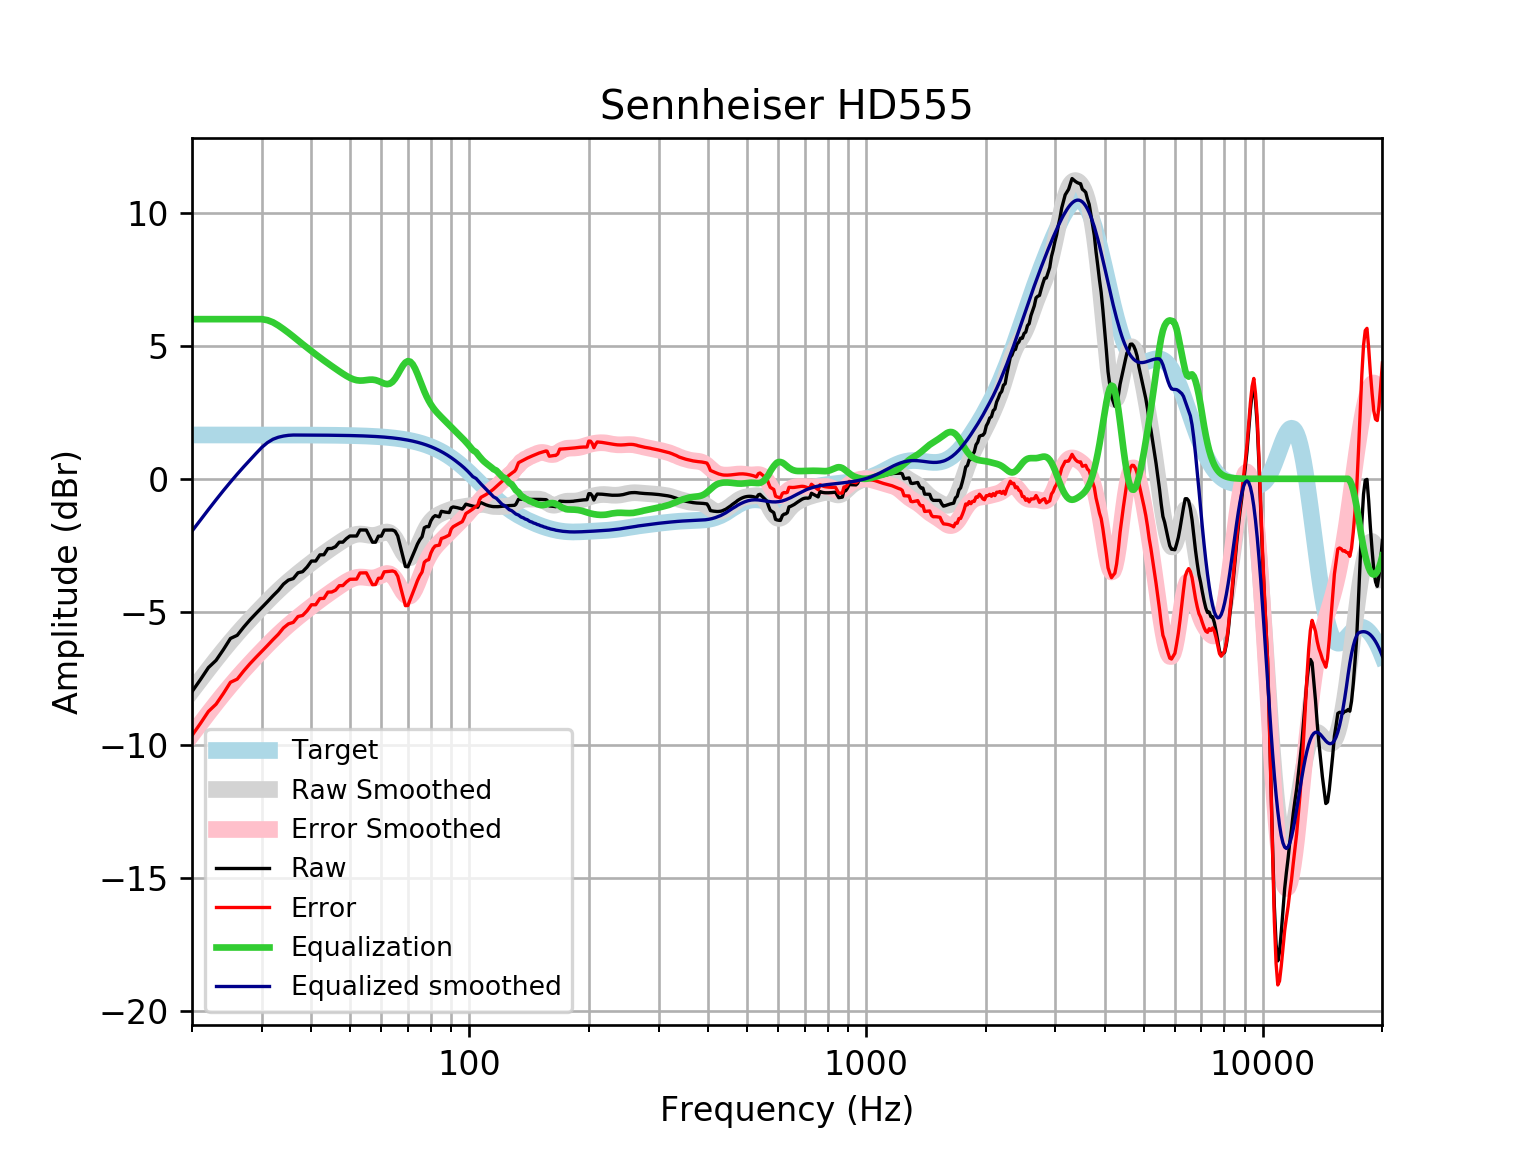 Sennheiser HD555
Amplitude (dBr)
10
5
0
−5
−10
−15
−20
Target
Raw Smoothed
Error Smoothed
Raw
Error
Equalization
Equalized smoothed
100
1000
10000
Frequency (Hz)